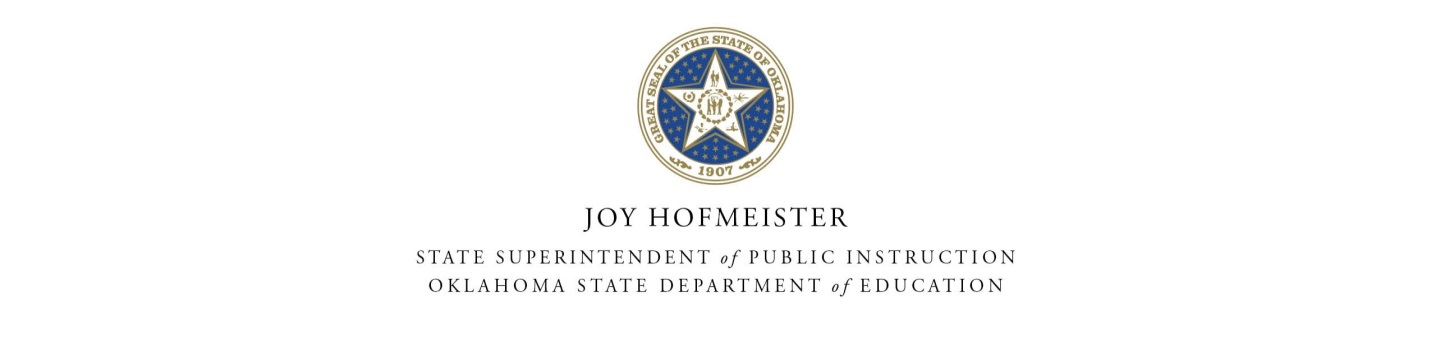 GREAT SEAL OF THE STATE OF OKLAHOMA
1907
JOY HOFMEISTER
STATE SUPERINTENDENT of PUBLIC INSTRUCTION
OKLAHOMA STATE DEPARTMENT of EDUCATION